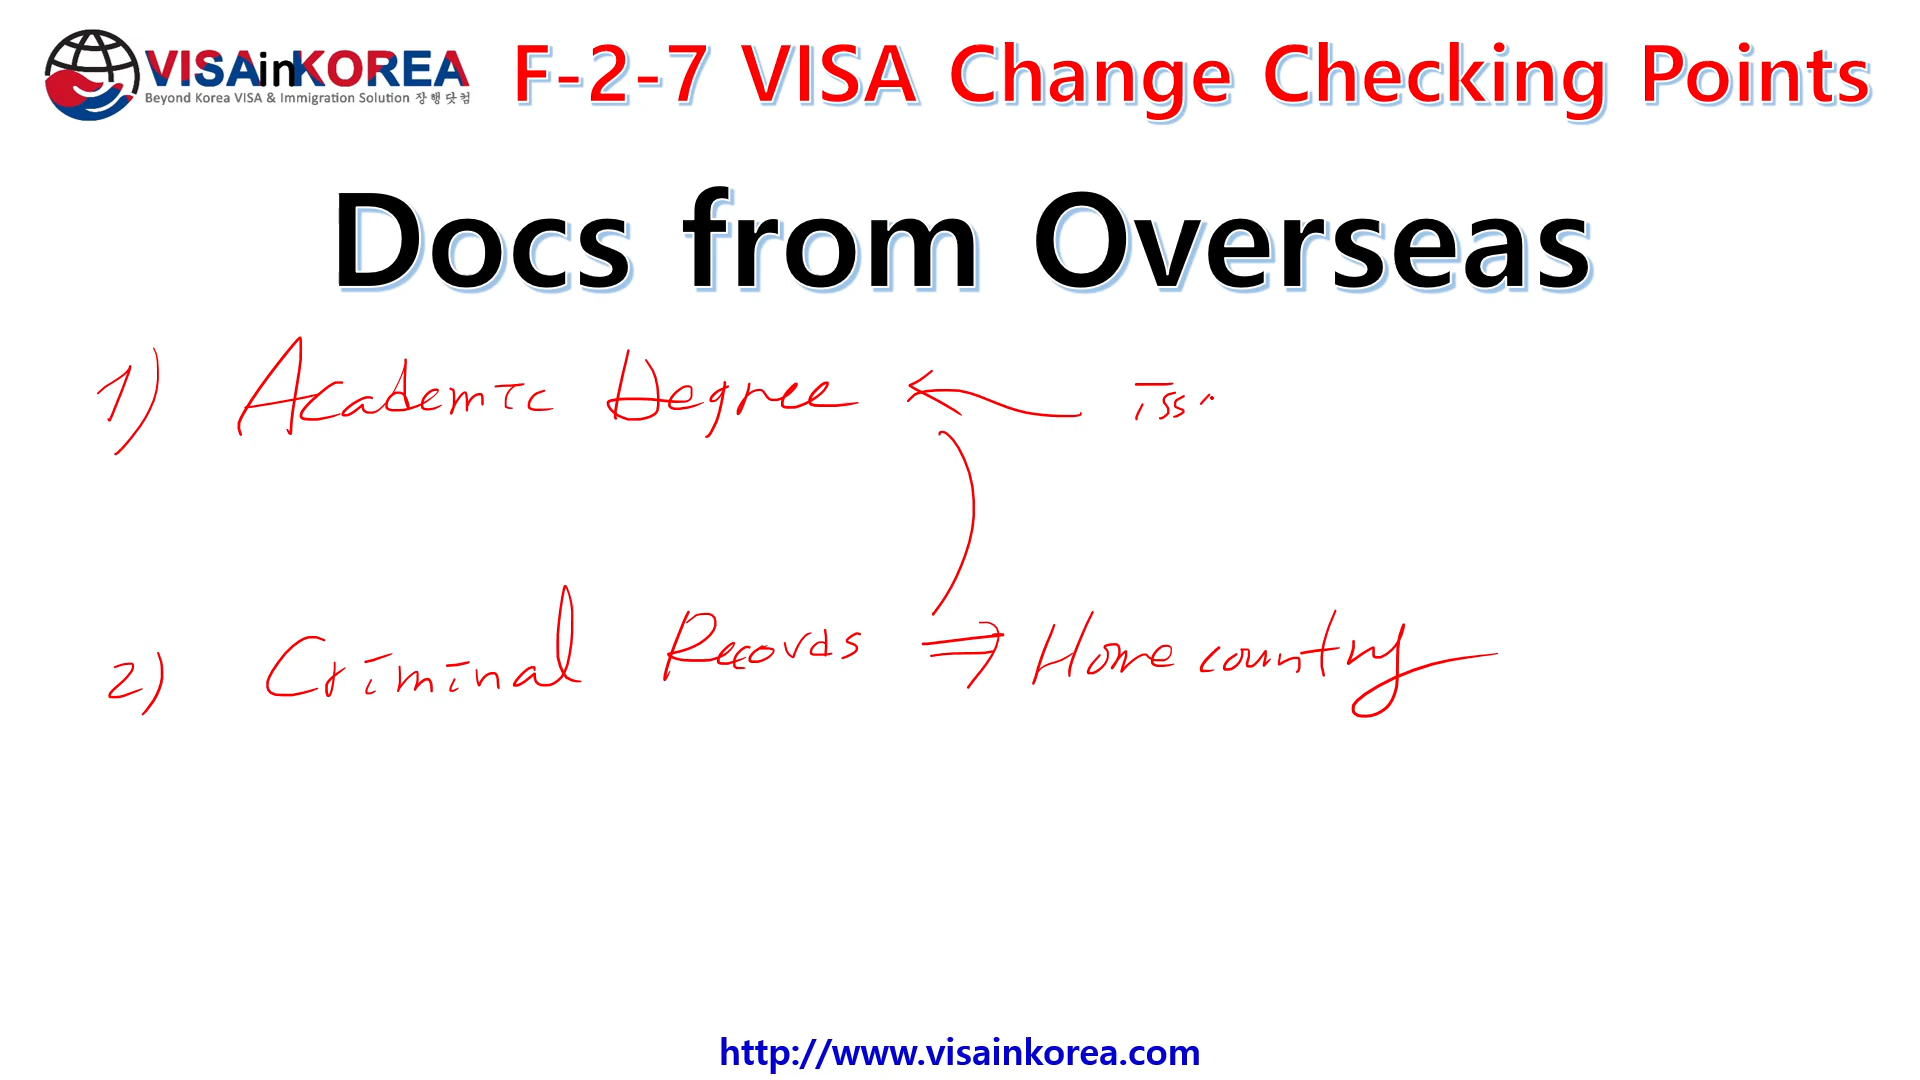 VISAinKOREA
Beyond Korea VISA & Immigration Solution 장행닷컴
F-2-7 VISA Change Checking Points
Docs from Overseas
1) Academic Degree ← iss
2) Criminal Records ⇒ Home country
http://www.visainkorea.com